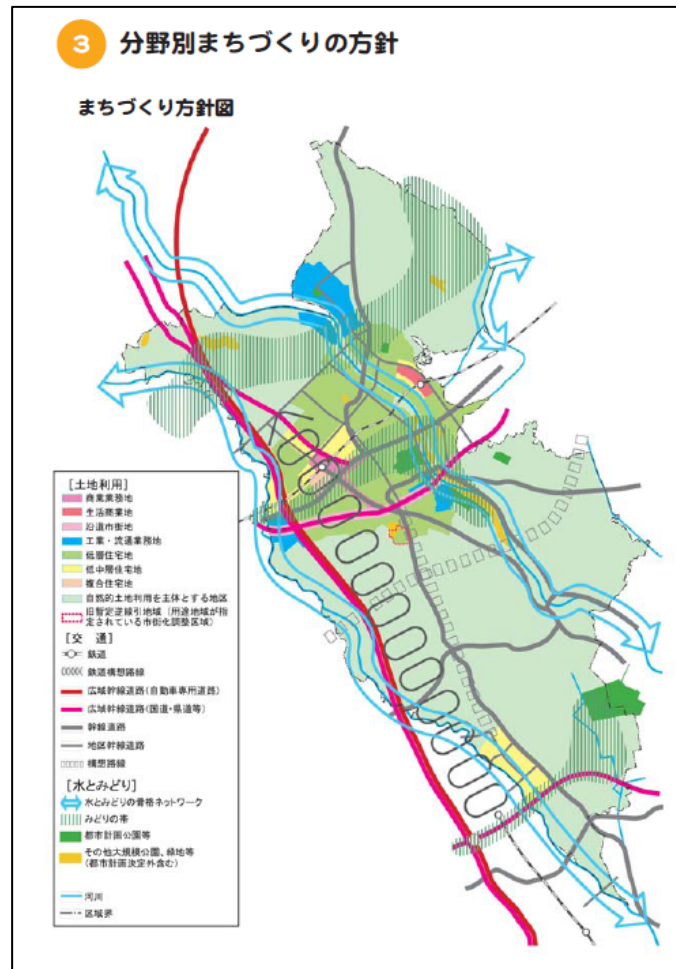 3 分野別まちづくりの方針
まちづくり方針図
[土地利用]
商業業務地
生活商業地
沿道市街地
工業・流通業務地
低層住宅地
低中層住宅地
複合住宅地
自然的土地利用を主体とする地区
旧暫定逆線引地域（用途地域が指
定されている市街化調整区域）
[交　通]
鉄道
鉄道構想路線
広域幹線道路(自動車専用道路)
広域幹線道路(国道・県道等)
幹線道路
地区幹線道路
構想路線
[水とみどり]
水とみどりの骨格ネットワーク
みどりの帯
都市計画公園等
その他大規模公園、緑地等
(都市計画決定外含む)
河川
区域界